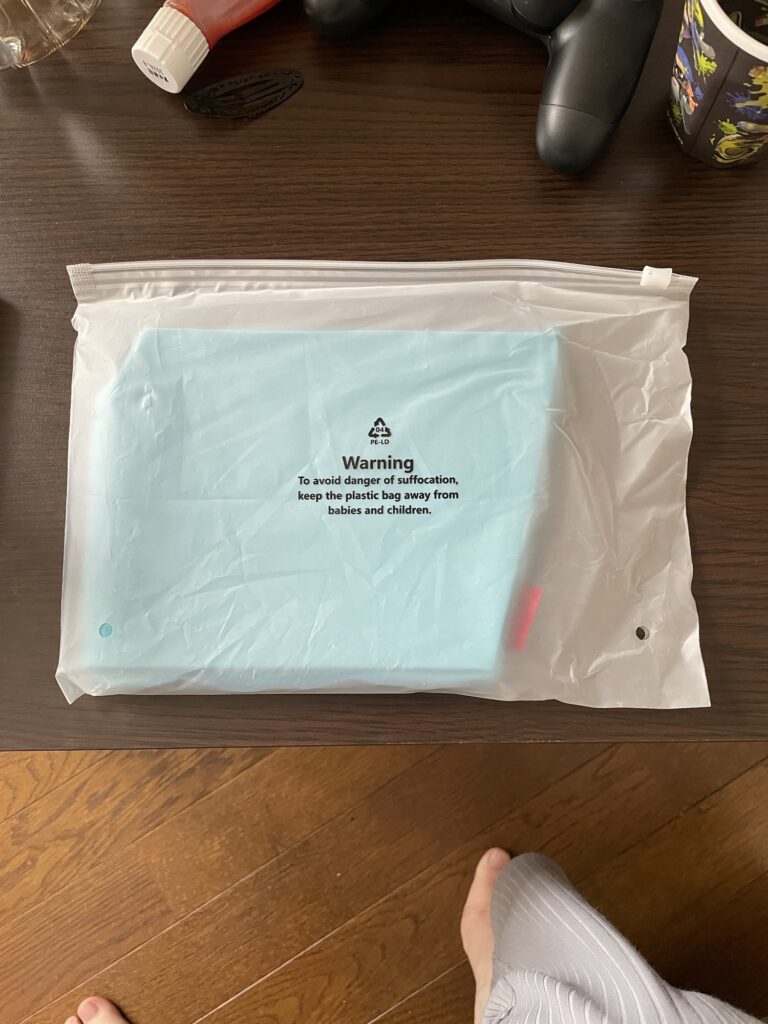 04
PE-LD
Warning
To avoid danger of suffocation,
keep the plastic bag away from
babies and children.